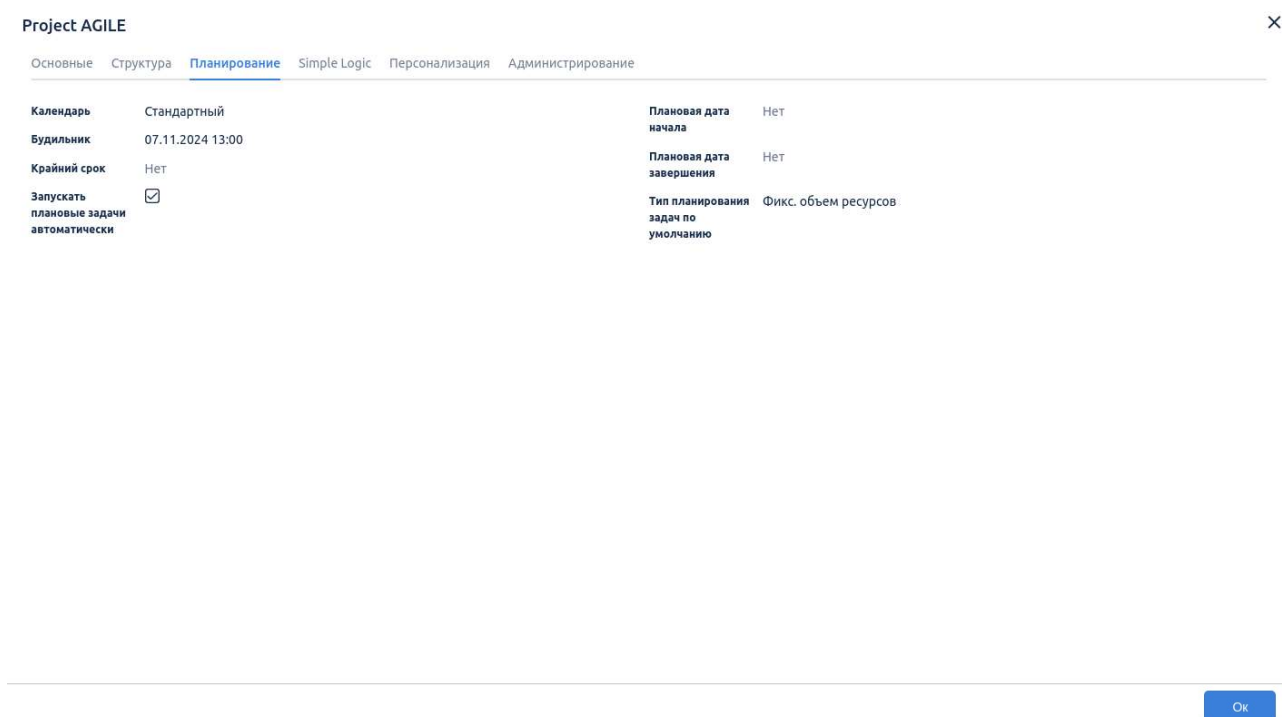 Project AGILE
Основные Структура Планирование Simple Logic Персонализация Администрирование
Календарь Стандартный
Будильник 07.11.2024 13:00
Крайний срок Нет
Запускать
плановые задачи
автоматически
Плановая дата Нет
начала
Плановая дата Нет
завершения
Тип планирования Фикс. объем ресурсов
задач по
умолчанию
Ок